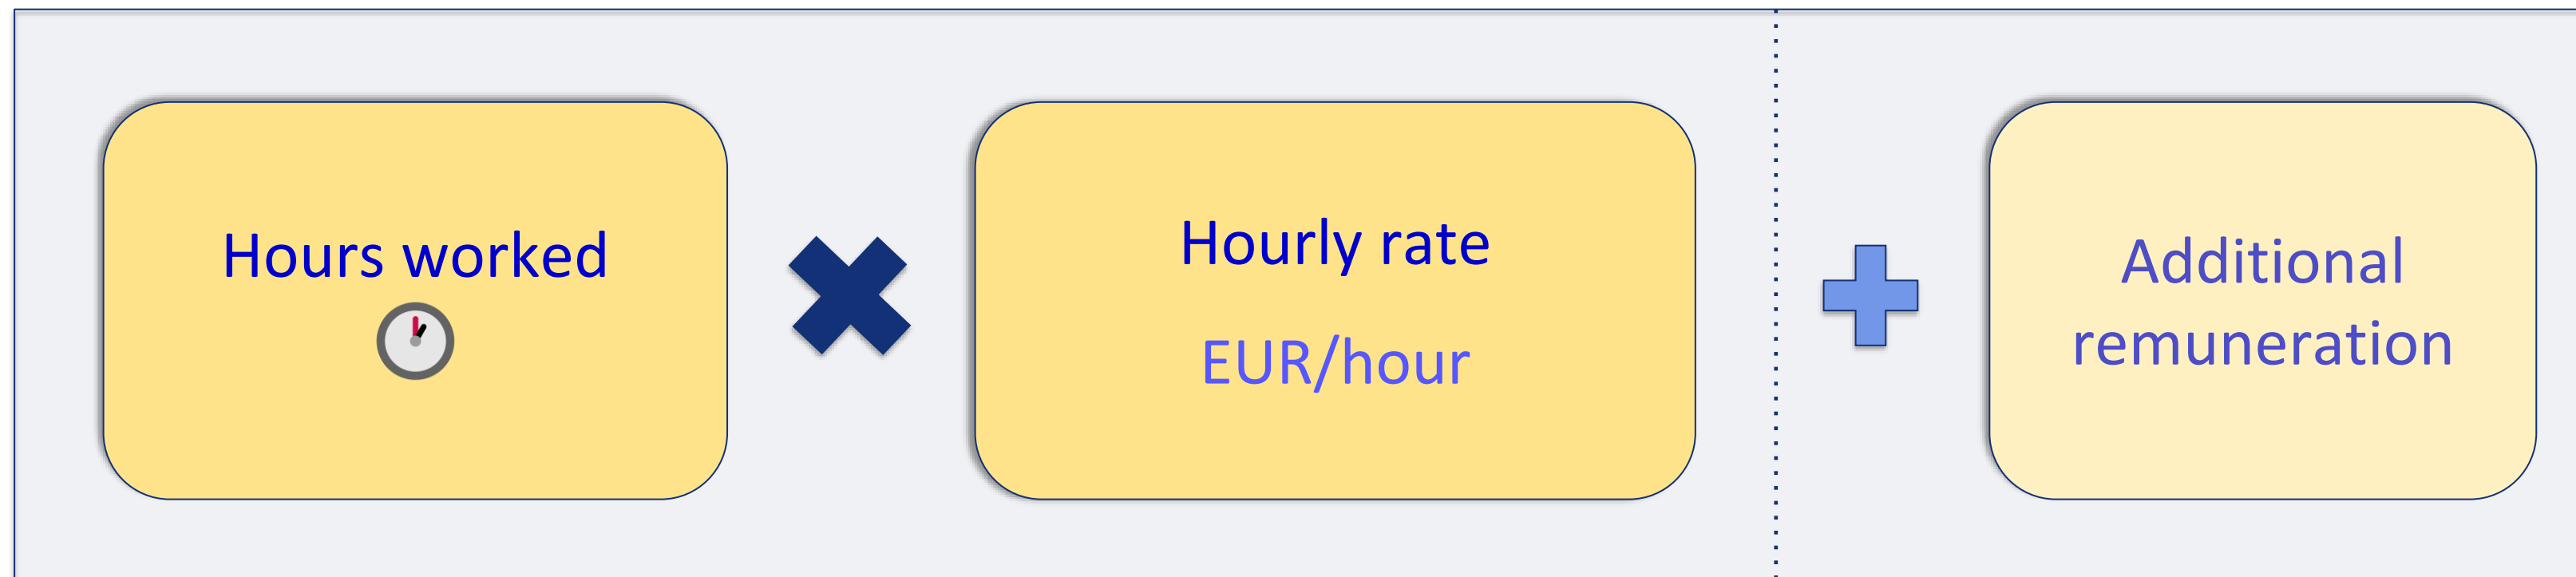 Hours worked
Hourly rate
EUR/hour
Additional
remuneration